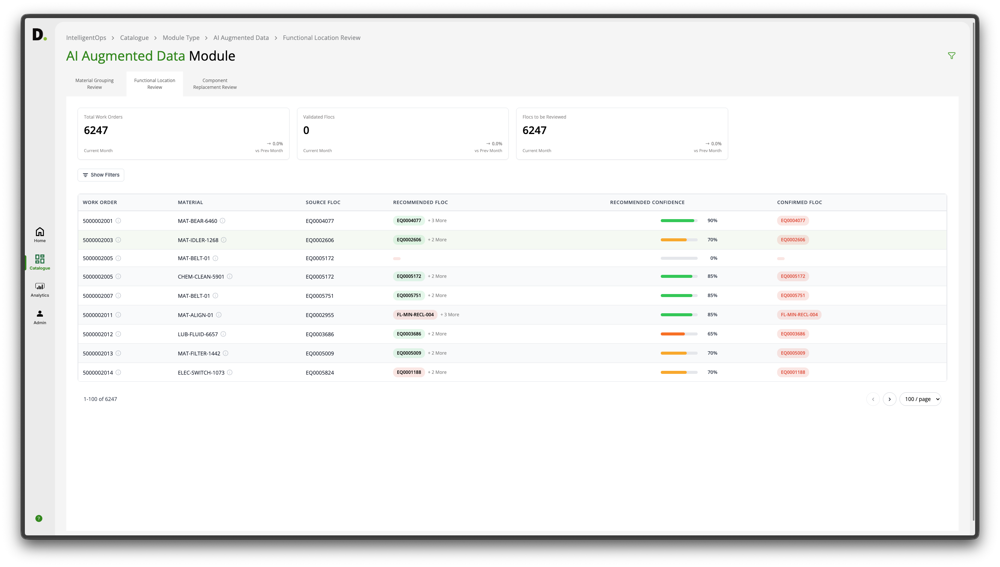 D.
IntelligentOps > Catalogue > Module Type > AI Augmented Data > Functional Location Review
AI Augmented Data Module
Material Grouping Review
Functional Location Review
Component Replacement Review
Total Work Orders
6247
→ 0.0%
Current Month vs Prev Month
Validated Flocs
0
→ 0.0%
Current Month vs Prev Month
Flocs to be Reviewed
6247
→ 0.0%
Current Month vs Prev Month
Show Filters
WORK ORDER MATERIAL SOURCE FLOC RECOMMENDED FLOC RECOMMENDED CONFIDENCE CONFIRMED FLOC
5000002001 MAT-BEAR-6460 EQ0004077 EQ0004077 + 3 More 90% EQ0004077
5000002003 MAT-IDLER-1268 EQ0002606 EQ0002606 + 2 More 70% EQ0002606
5000002005 MAT-BELT-01 EQ0005172 0%
5000002005 CHEM-CLEAN-5901 EQ0005172 EQ0005172 + 2 More 85% EQ0005172
5000002007 MAT-BELT-01 EQ0005751 EQ0005751 + 2 More 85% EQ0005751
5000002011 MAT-ALIGN-01 EQ0002955 FL-MIN-RECL-004 + 3 More 85% FL-MIN-RECL-004
5000002012 LUB-FLUID-6657 EQ0003686 EQ0003686 + 2 More 65% EQ0003686
5000002013 MAT-FILTER-1442 EQ0005009 EQ0005009 + 2 More 70% EQ0005009
5000002014 ELEC-SWITCH-1073 EQ0005824 EQ0001188 + 2 More 70% EQ0001188
1-100 of 6247
‹ › 100 / page
Home
Catalogue
Analytics
Admin
?